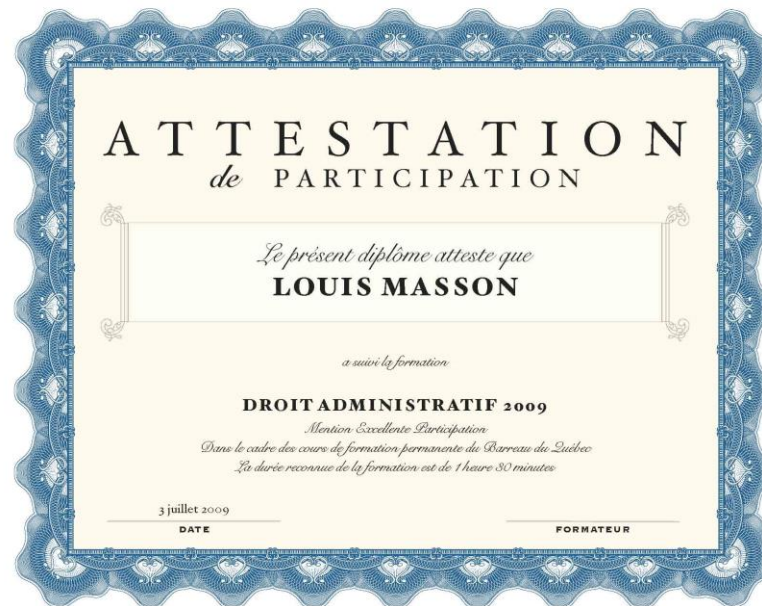 ATTESTATION
de PARTICIPATION
Le présent diplôme atteste que
LOUIS MASSON
a suivi la formation
DROIT ADMINISTRATIF 2009
Mention Excellente Participation
Dans le cadre des cours de formation permanente du Barreau du Québec
La durée reconnue de la formation est de 1 heure 30 minutes
3 juillet 2009
DATE
FORMATEUR